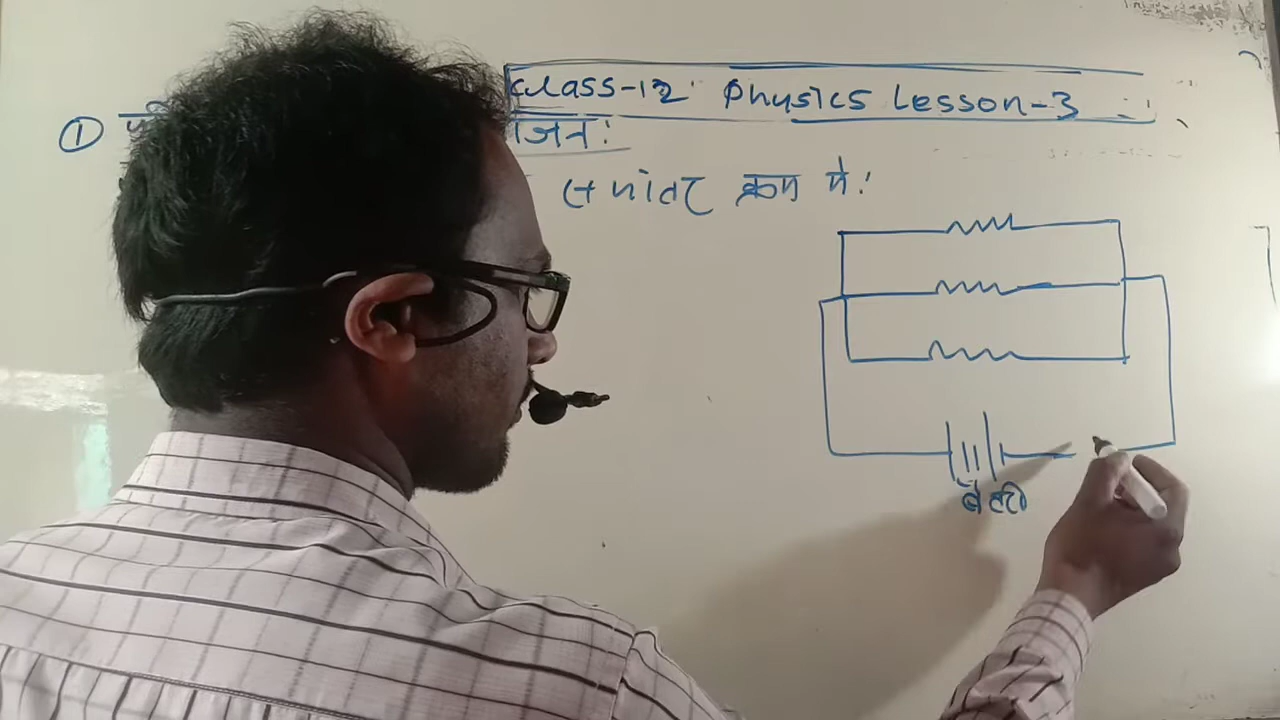 Class-12 Physics Lesson-3
①
जन:
समांतर क्रम में:
बैटरी